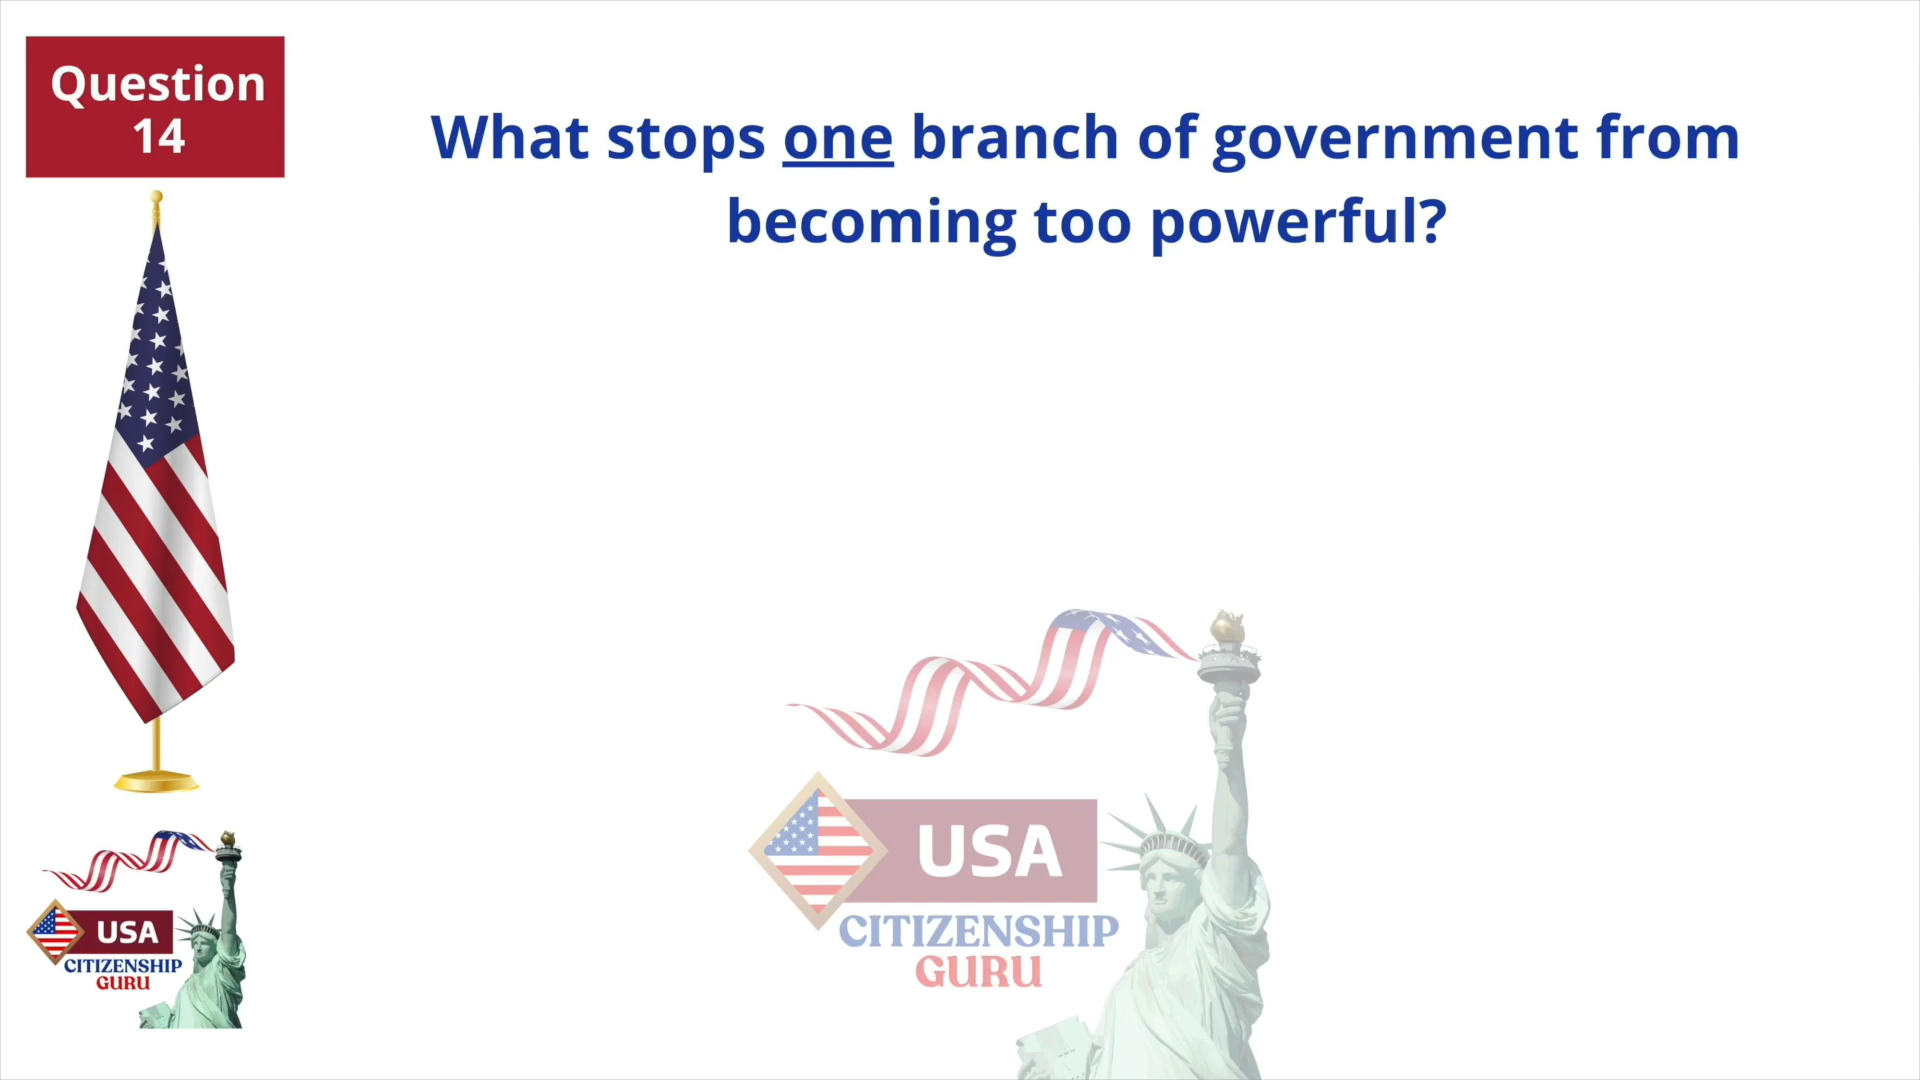 Question
14
What stops one branch of government from
becoming too powerful?
USA
CITIZENSHIP
GURU
USA
CITIZENSHIP
GURU